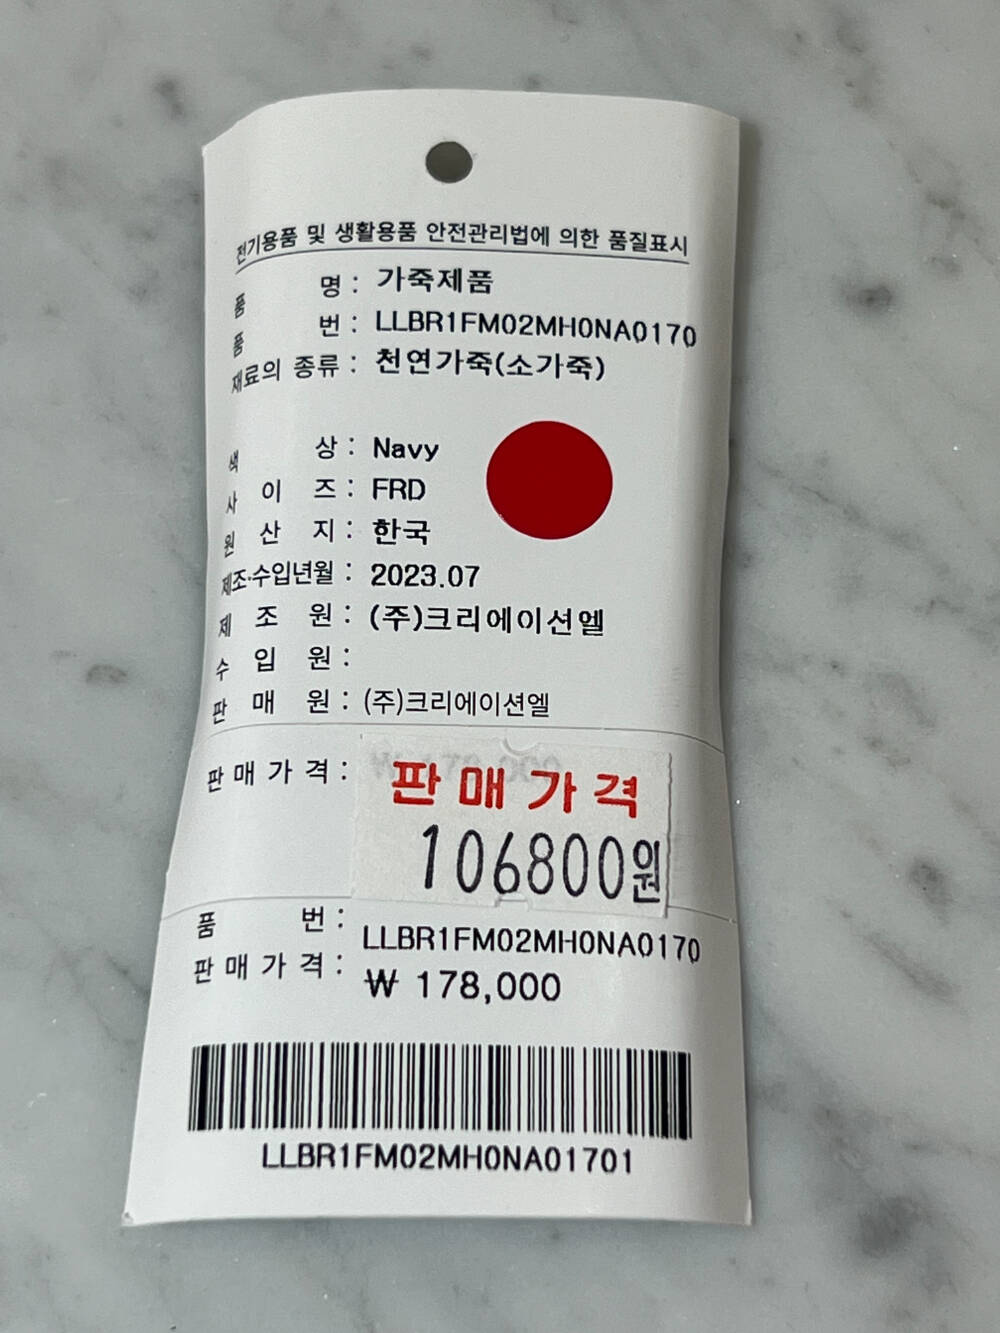 전기용품 및 생활용품 안전관리법에 의한 품질표시
품 명 : 가죽제품
품 번 : LLBR1FM02MH0NA0170
재료의 종류 : 천연가죽(소가죽)
색 상 : Navy
사 이 즈 : FRD
원 산 지 : 한국
제조·수입년월 : 2023.07
제 조 원 : (주)크리에이션엘
수 입 원 :
판 매 원 : (주)크리에이션엘
판 매 가 격 :
판매가격
106800원
품 번 : LLBR1FM02MH0NA0170
판 매 가 격 : ₩ 178,000
LLBR1FM02MH0NA01701